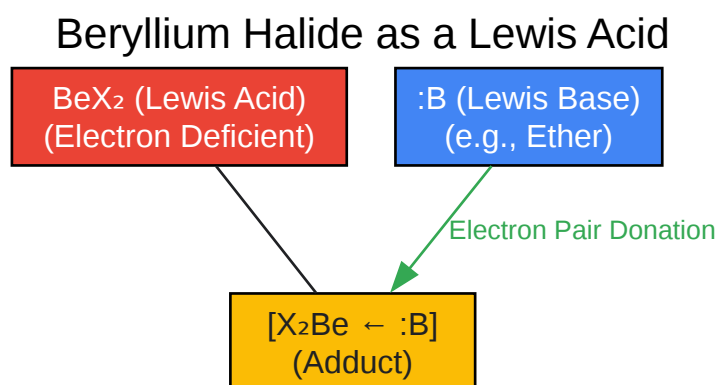 Beryllium Halide as a Lewis Acid
BeX₂ (Lewis Acid)
(Electron Deficient)
:B (Lewis Base)
(e.g., Ether)
Electron Pair Donation
[X₂Be ← :B]
(Adduct)